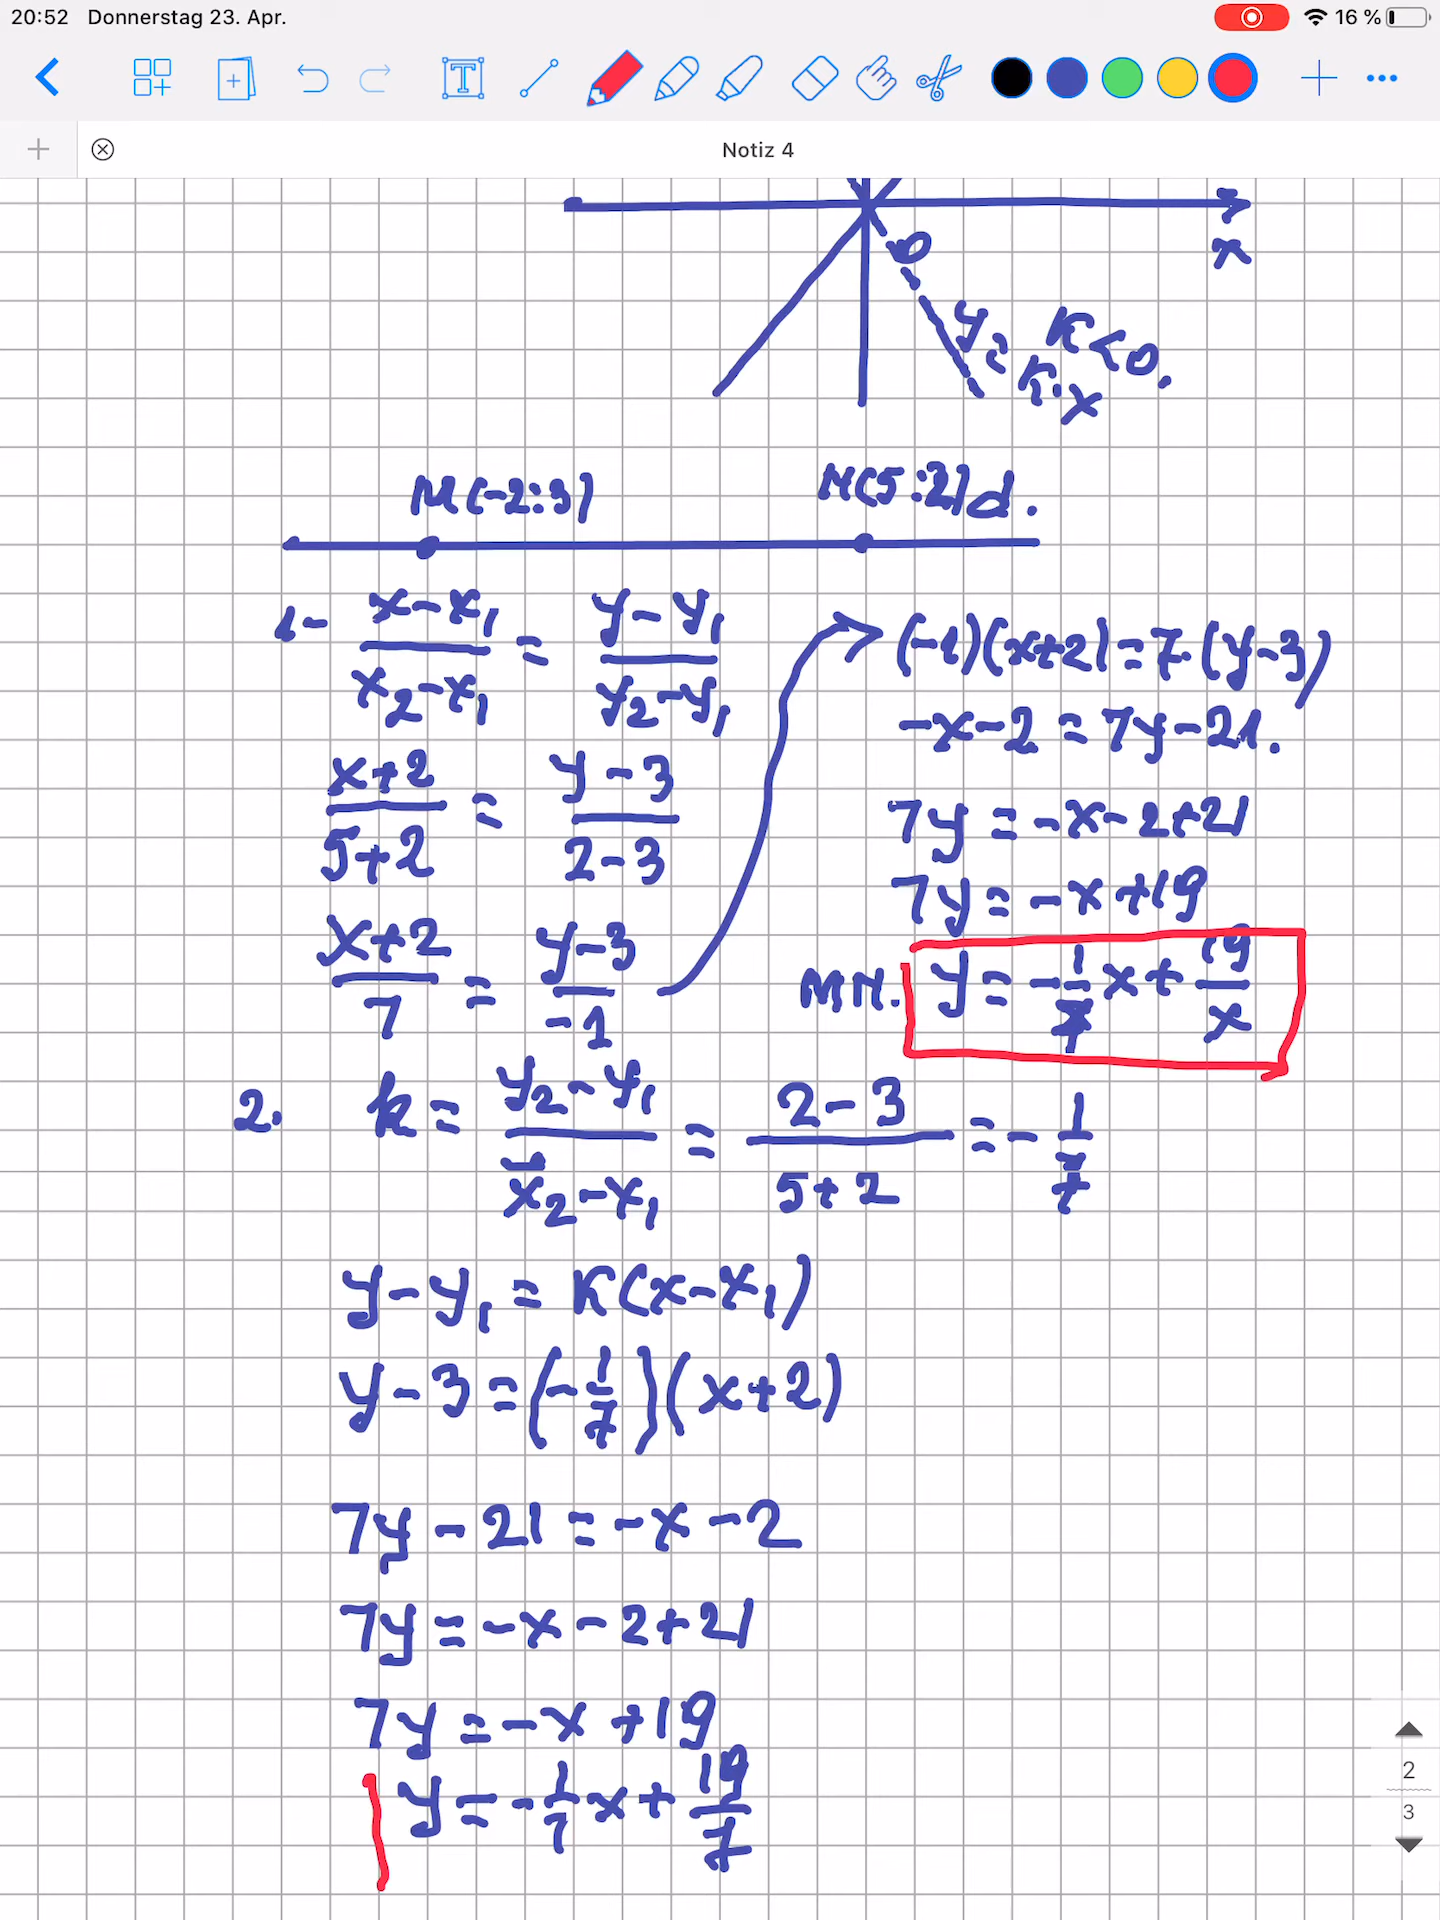 20:52 Donnerstag 23. Apr.
16 %
T
Notiz 4
x
0
y = k·x
k<0.
M(-2:3)
N(5:2) d.
1- x-x₁/x₂-x₁ = y-y₁/y₂-y₁
x+2/5+2 = y-3/2-3
x+2/7 = y-3/-1
(-1)(x+2)=7·(y-3)
-x-2=7y-21.
7y=-x-2+21
7y=-x+19
MN. y=-1/7x+19/x
2. k=y₂-y₁/x₂-x₁=2-3/5+2=-1/7
y-y₁=k(x-x₁)
y-3=(-1/7)(x+2)
7y-21=-x-2
7y=-x-2+21
7y=-x+19
y=-1/7x+19/7
2
3